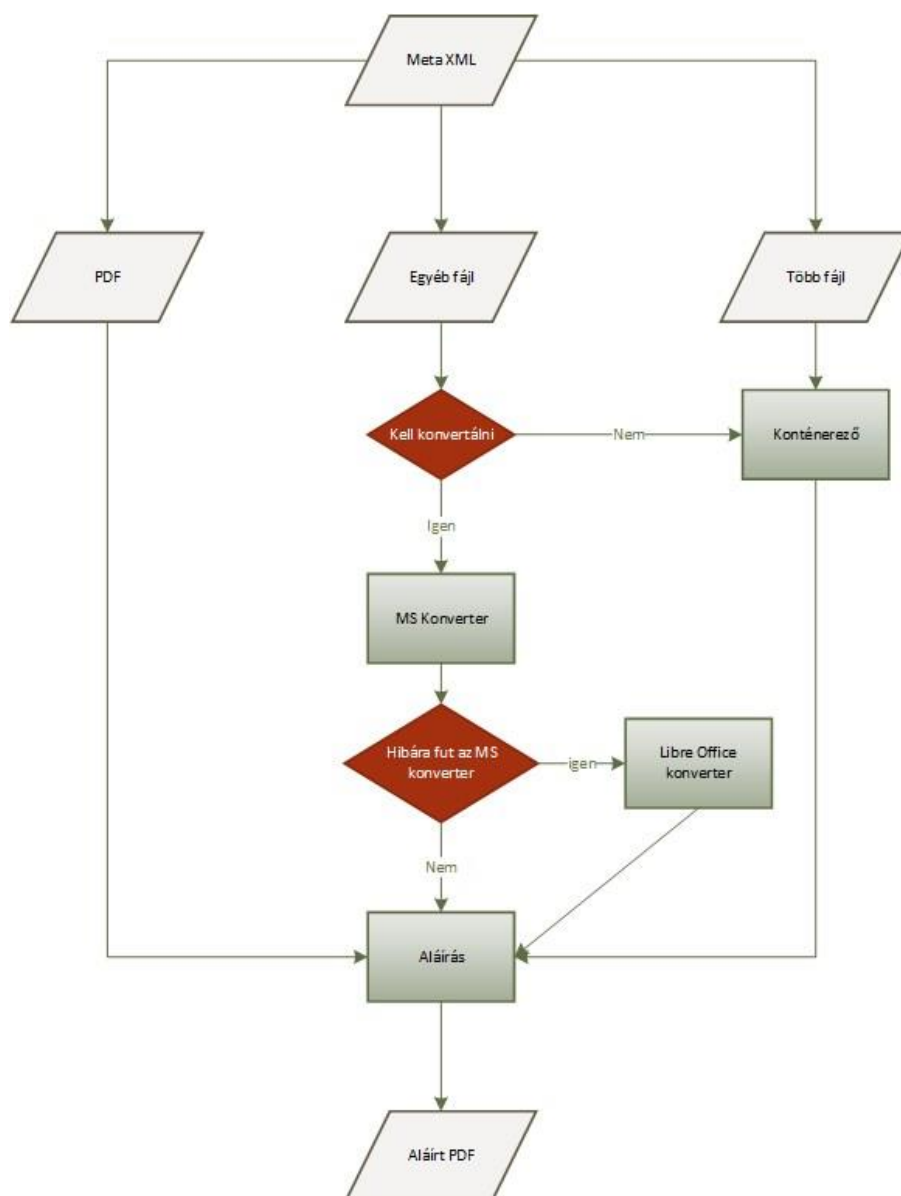 Meta XML
PDF
Egyéb fájl
Több fájl
Kell konvertálni
Nem
Konténerező
Igen
MS Konverter
Hibára fut az MS
konverter
igen
Libre Office
konverter
Nem
Aláírás
Aláírt PDF